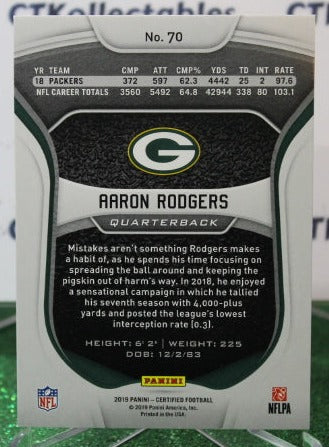 CTKollectables
No. 70
YR TEAM CMP ATT CMP% YDS TD INT RATE
18 PACKERS 372 597 62.3 4442 25 2 97.6
NFL CAREER TOTALS 3560 5492 64.8 42944 338 80 103.1
G
AARON RODGERS
QUARTERBACK
Mistakes aren't something Rodgers makes
a habit of, as he spends his time focusing on
spreading the ball around and keeping the
pigskin out of harm's way. In 2018, he enjoyed
a sensational campaign in which he tallied
his seventh season with 4,000-plus
yards and posted the league's lowest
interception rate (0.3).
HEIGHT: 6' 2" | WEIGHT: 225
DOB: 12/2/83
PANINI
NFL
2019 PANINI – CERTIFIED FOOTBALL
© 2019 Panini America, Inc.
Printed in the USA.
NFLPA